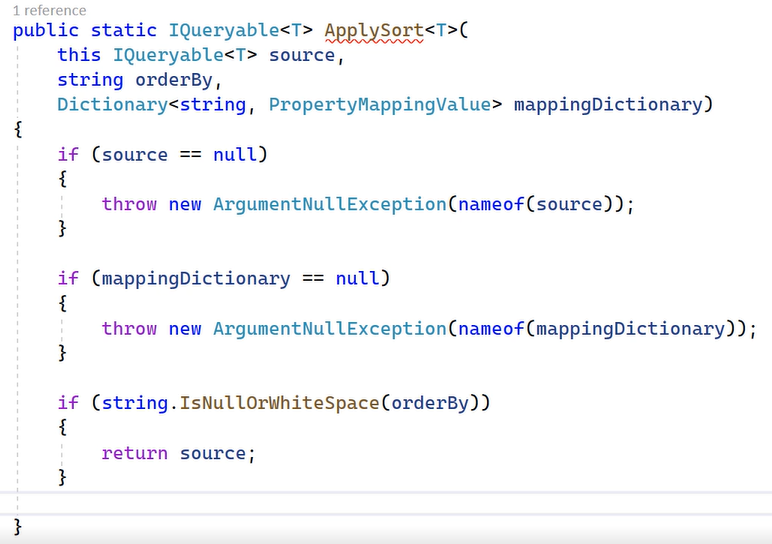 1 reference
public static IQueryable<T> ApplySort<T>(
    this IQueryable<T> source,
    string orderBy,
    Dictionary<string, PropertyMappingValue> mappingDictionary)
{
    if (source == null)
    {
        throw new ArgumentNullException(nameof(source));
    }

    if (mappingDictionary == null)
    {
        throw new ArgumentNullException(nameof(mappingDictionary));
    }

    if (string.IsNullOrWhiteSpace(orderBy))
    {
        return source;
    }

}